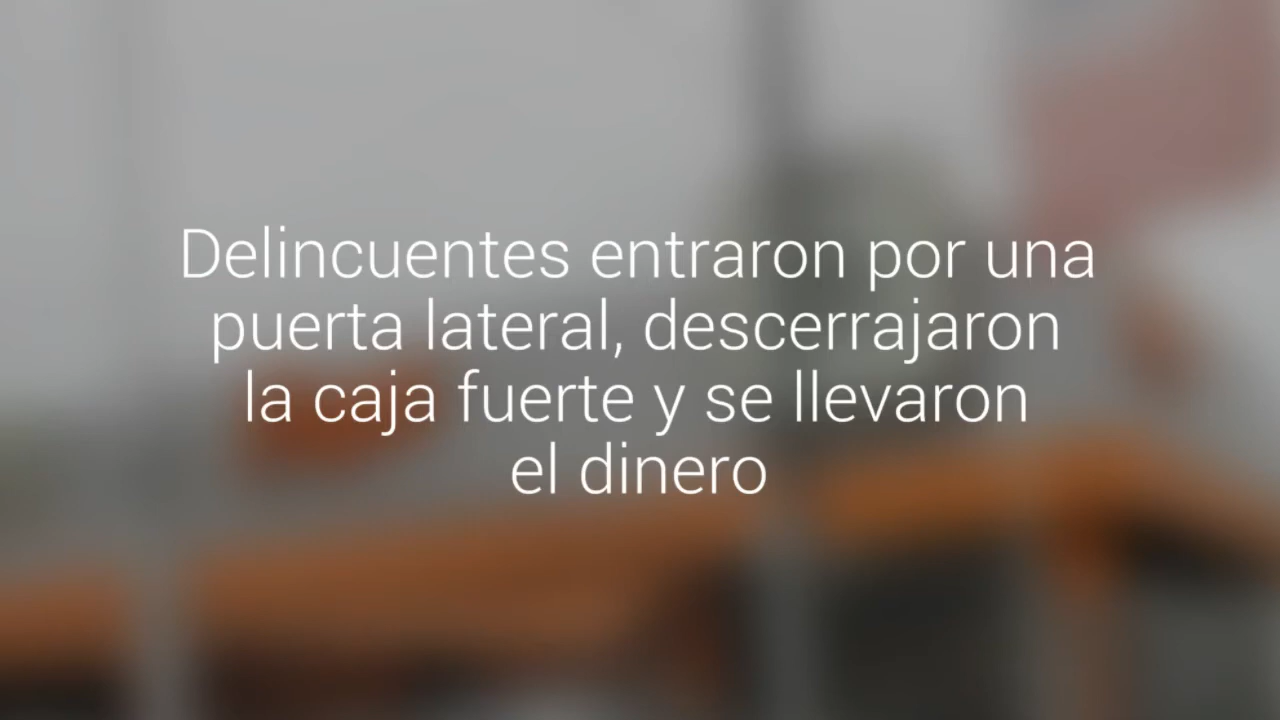 Delincuentes entraron por una
puerta lateral, descerrajaron
la caja fuerte y se llevaron
el dinero